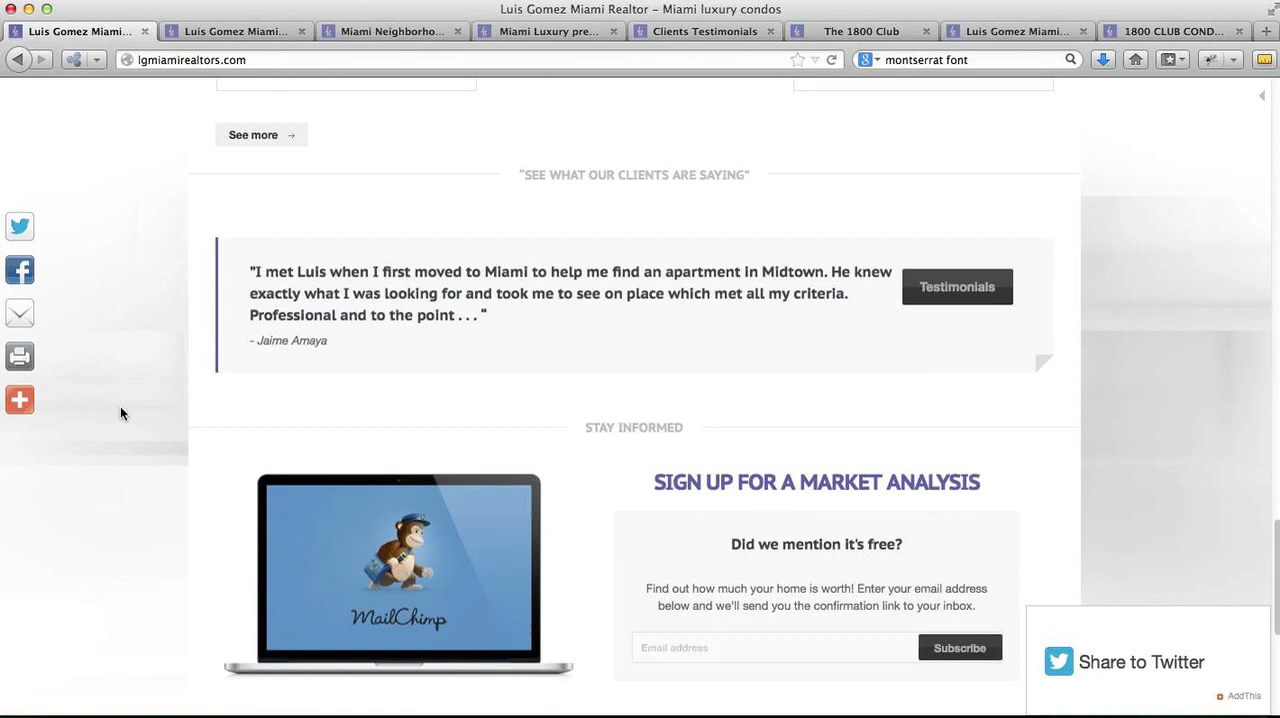 Luis Gomez Miami Realtor – Miami luxury condos
Luis Gomez Miami...
Luis Gomez Miami...
Miami Neighborho...
Miami Luxury pre...
Clients Testimonials
The 1800 Club
Luis Gomez Miami...
1800 CLUB COND...
lgmiamirealtors.com
montserrat font
See more →
"SEE WHAT OUR CLIENTS ARE SAYING"
"I met Luis when I first moved to Miami to help me find an apartment in Midtown. He knew
exactly what I was looking for and took me to see on place which met all my criteria.
Professional and to the point . . . “
- Jaime Amaya
Testimonials
STAY INFORMED
MailChimp
SIGN UP FOR A MARKET ANALYSIS
Did we mention it's free?
Find out how much your home is worth! Enter your email address
below and we'll send you the confirmation link to your inbox.
Email address
Subscribe
Share to Twitter
AddThis